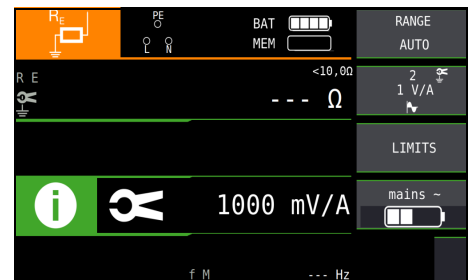 RE
PE
L N
BAT
MEM
RANGE
AUTO
R E
<10,0Ω
--- Ω
2
1 V/A
LIMITS
i
1000 mV/A
mains ~
f M --- Hz